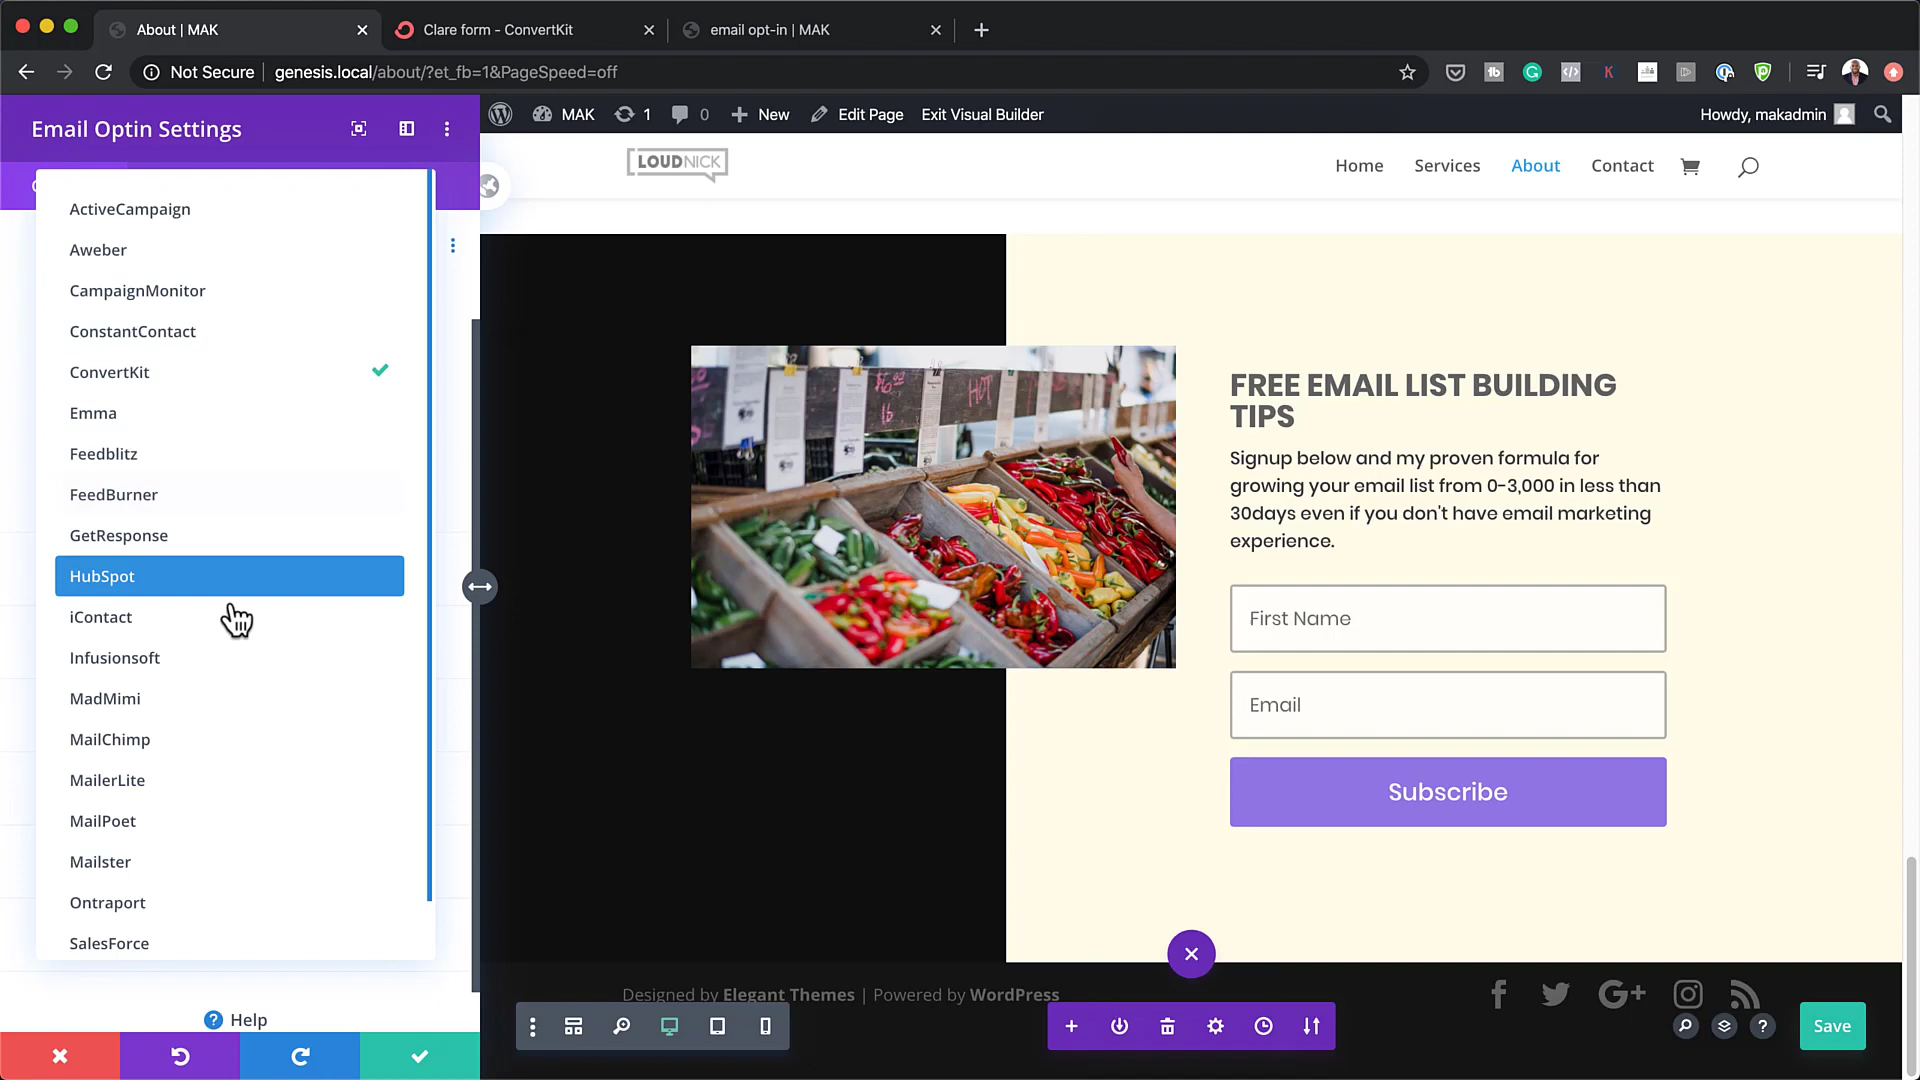 About | MAK
Clare form - ConvertKit
email opt-in | MAK
Not Secure
genesis.local/about/?et_fb=1&PageSpeed=off
Email Optin Settings
MAK
1
0
New
Edit Page
Exit Visual Builder
Howdy, makadmin
LOUDNICK
Home
Services
About
Contact
ActiveCampaign
Aweber
CampaignMonitor
ConstantContact
ConvertKit
Emma
Feedblitz
FeedBurner
GetResponse
HubSpot
iContact
Infusionsoft
MadMimi
MailChimp
MailerLite
MailPoet
Mailster
Ontraport
SalesForce
Help
HOT
FREE EMAIL LIST BUILDING
TIPS
Signup below and my proven formula for
growing your email list from 0-3,000 in less than
30days even if you don't have email marketing
experience.
First Name
Email
Subscribe
Designed by Elegant Themes | Powered by WordPress
Save